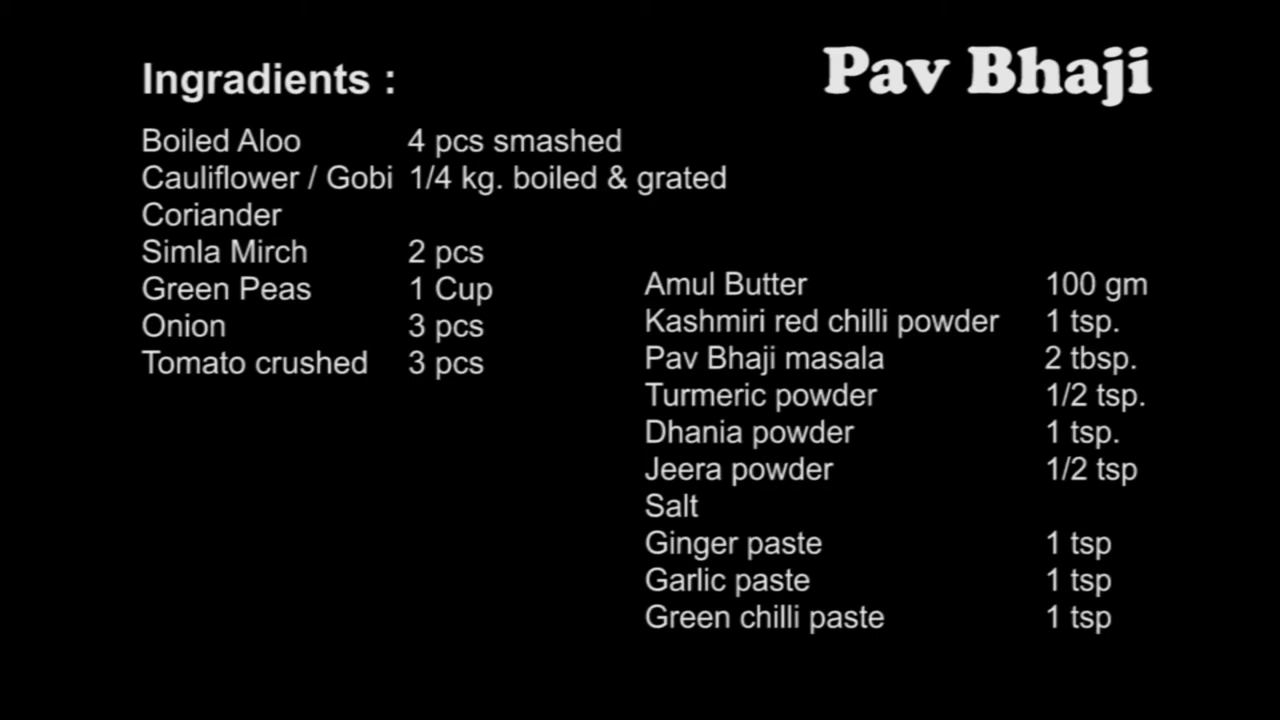 Pav Bhaji
Ingradients :
Boiled Aloo 4 pcs smashed
Cauliflower / Gobi 1/4 kg. boiled & grated
Coriander
Simla Mirch 2 pcs
Green Peas 1 Cup
Onion 3 pcs
Tomato crushed 3 pcs
Amul Butter 100 gm
Kashmiri red chilli powder 1 tsp.
Pav Bhaji masala 2 tbsp.
Turmeric powder 1/2 tsp.
Dhania powder 1 tsp.
Jeera powder 1/2 tsp
Salt
Ginger paste 1 tsp
Garlic paste 1 tsp
Green chilli paste 1 tsp